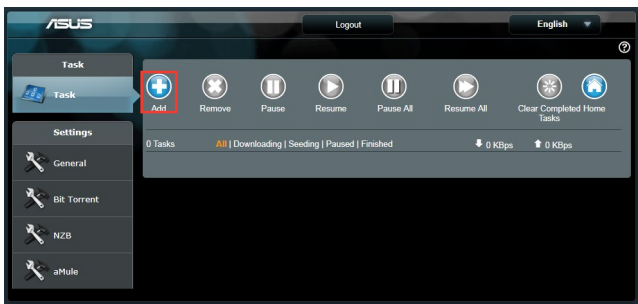 ASUS
Logout
English
?
Task
Task
Add
Remove
Pause
Resume
Pause All
Resume All
Clear Completed Tasks
Home
Settings
0 Tasks
All | Downloading | Seeding | Paused | Finished
0 KBps
0 KBps
General
Bit Torrent
NZB
aMule